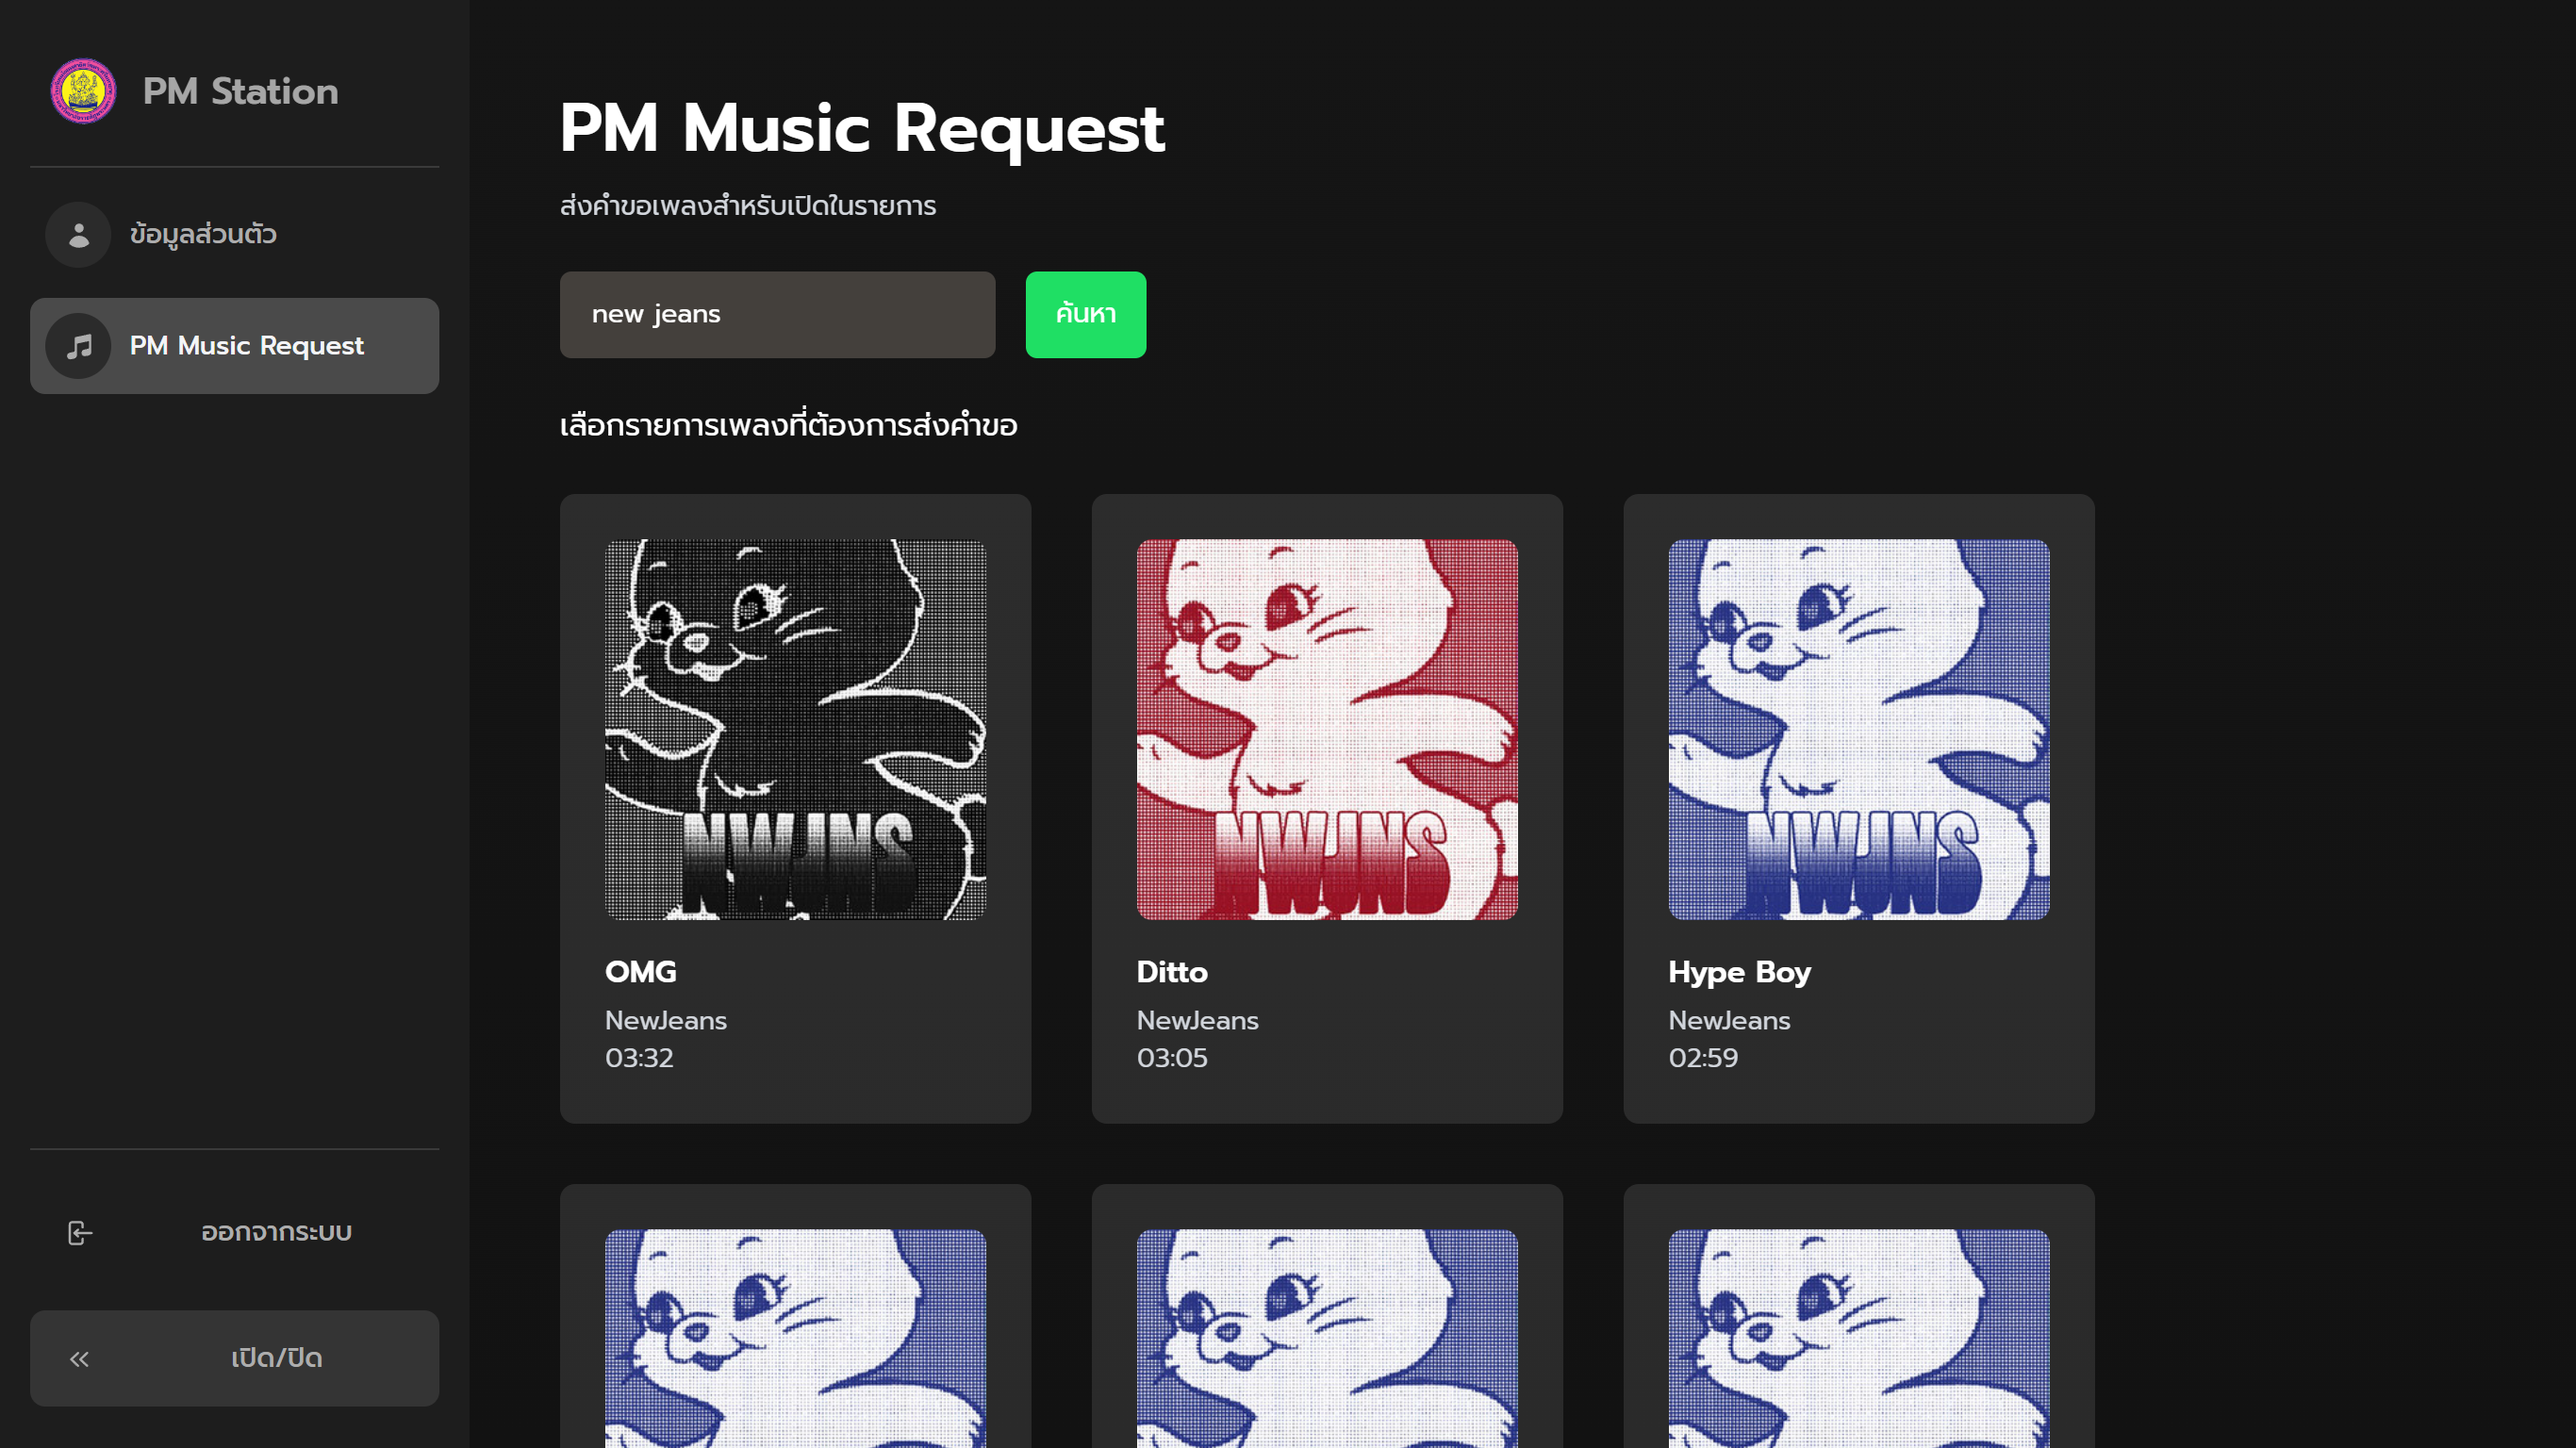 PM Station
ข้อมูลส่วนตัว
PM Music Request
ออกจากระบบ
เปิด/ปิด
PM Music Request
ส่งคำขอเพลงสำหรับเปิดในรายการ
new jeans
ค้นหา
เลือกรายการเพลงที่ต้องการส่งคำขอ
NWJNS
OMG
NewJeans
03:32
NWJNS
Ditto
NewJeans
03:05
NWJNS
Hype Boy
NewJeans
02:59